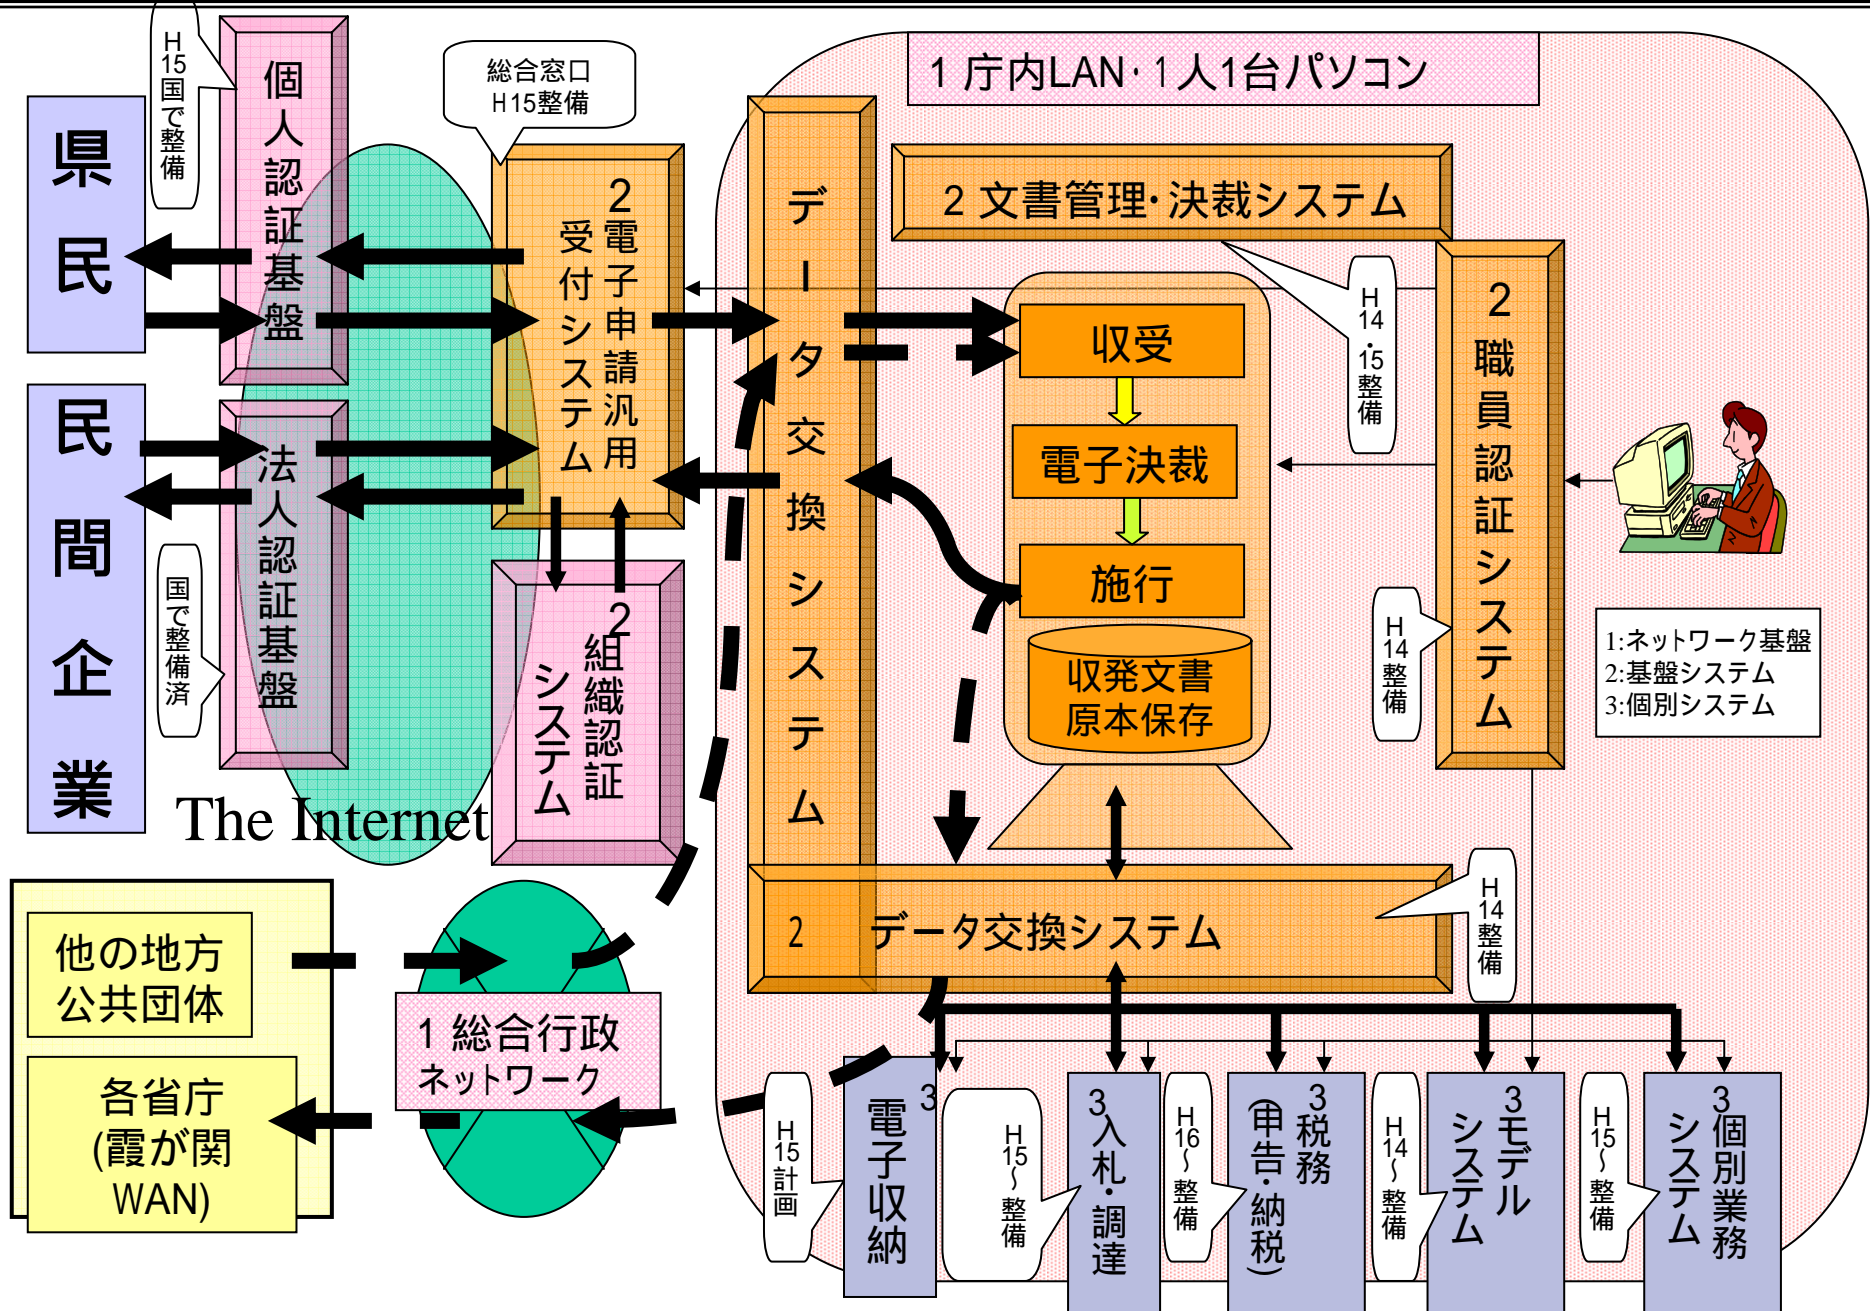 1 庁内LAN・1人1台パソコン
H15国で整備
個人認証基盤
総合窓口
H15整備
県民
2
電子申請汎用
受付システム
データ交換システム
2 文書管理・決裁システム
H14・15整備
2
職員認証システム
収受
電子決裁
施行
収発文書
原本保存
民間企業
法人認証基盤
国で整備済
2
組織認証
システム
H14整備
1:ネットワーク基盤
2:基盤システム
3:個別システム
The Internet
2 データ交換システム
H14整備
他の地方
公共団体
各省庁
(霞が関
WAN)
1 総合行政
ネットワーク
H15計画
3
電子収納
H15～整備
3
入札・調達
H16～整備
3
税務
(申告・納税)
H14～整備
3
モデル
システム
H15～整備
3
個別業務
システム